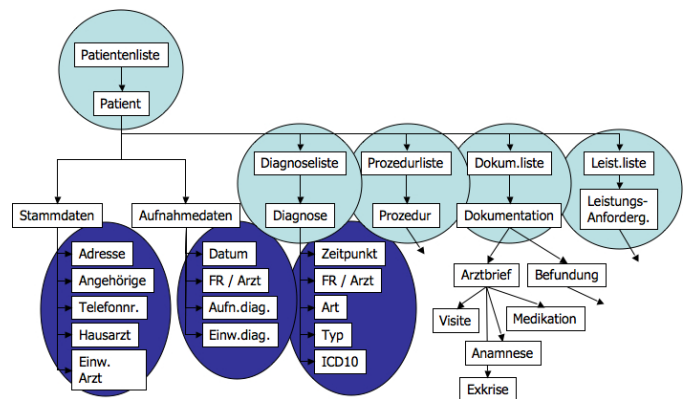 Patientenliste
Patient
Diagnoseliste
Prozedurliste
Dokum.liste
Leist.liste
Stammdaten
Aufnahmedaten
Diagnose
Prozedur
Dokumentation
Leistungs-
Anforderg.
Adresse
Angehörige
Telefonnr.
Hausarzt
Einw.
Arzt
Datum
FR / Arzt
Aufn.diag.
Einw.diag.
Zeitpunkt
FR / Arzt
Art
Typ
ICD10
Arztbrief
Befundung
Visite
Medikation
Anamnese
Exkrise